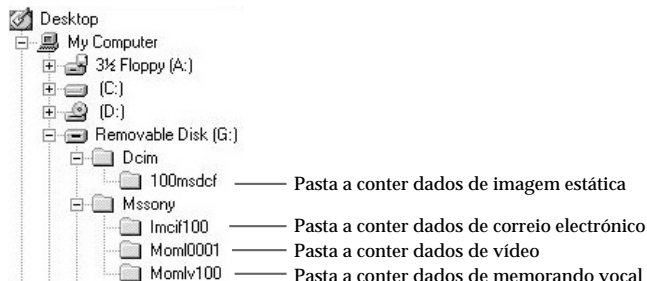 Desktop
My Computer
3½ Floppy (A:)
(C:)
(D:)
Removable Disk (G:)
Dcim
100msdcf Pasta a conter dados de imagem estática
Mssony
Imcif100 Pasta a conter dados de correio electrónico
Moml0001 Pasta a conter dados de vídeo
Momlv100 Pasta a conter dados de memorando vocal